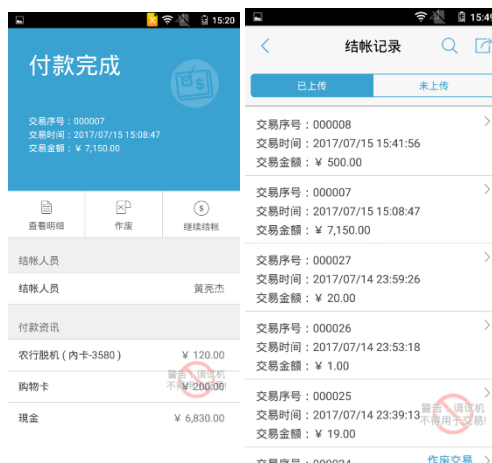 15:20
付款完成
交易序号：000007
交易时间：2017/07/15 15:08:47
交易金额：￥ 7,150.00
查看明细
作废
继续结帐
结帐人员
结帐人员 黄亮杰
付款资讯
农行脱机 ( 内卡-3580 ) ￥ 120.00
购物卡 ￥ 200.00
警告！调试机
不得用于交易!
現金 ￥ 6,830.00
15:49
结帐记录
已上传 未上传
交易序号：000008
交易时间：2017/07/15 15:41:56
交易金额：￥ 500.00
交易序号：000007
交易时间：2017/07/15 15:08:47
交易金额：￥ 7,150.00
交易序号：000027
交易时间：2017/07/14 23:59:26
交易金额：￥ 20.00
交易序号：000026
交易时间：2017/07/14 23:53:18
交易金额：￥ 1.00
交易序号：000025
交易时间：2017/07/14 23:39:13
交易金额：￥ 19.00
警告！调试机
不得用于交易!
交易序号：000024 作废交易